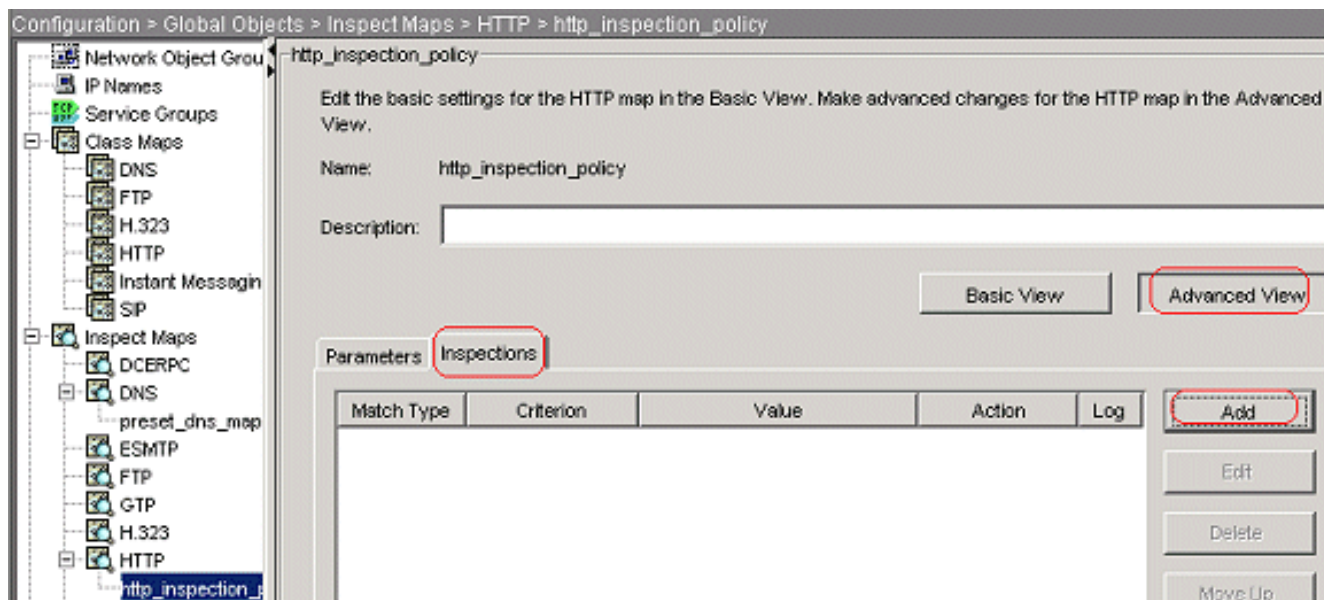 Configuration > Global Objects > Inspect Maps > HTTP > http_inspection_policy
Network Object Grou
IP Names
Service Groups
Class Maps
DNS
FTP
H.323
HTTP
Instant Messagin
SIP
Inspect Maps
DCERPC
DNS
preset_dns_map
ESMTP
FTP
GTP
H.323
HTTP
http_inspection_p
http_inspection_policy
Edit the basic settings for the HTTP map in the Basic View. Make advanced changes for the HTTP map in the Advanced
View.
Name: http_inspection_policy
Description:
Basic View Advanced View
Parameters Inspections
Match Type Criterion Value Action Log
Add
Edit
Delete
Move Up